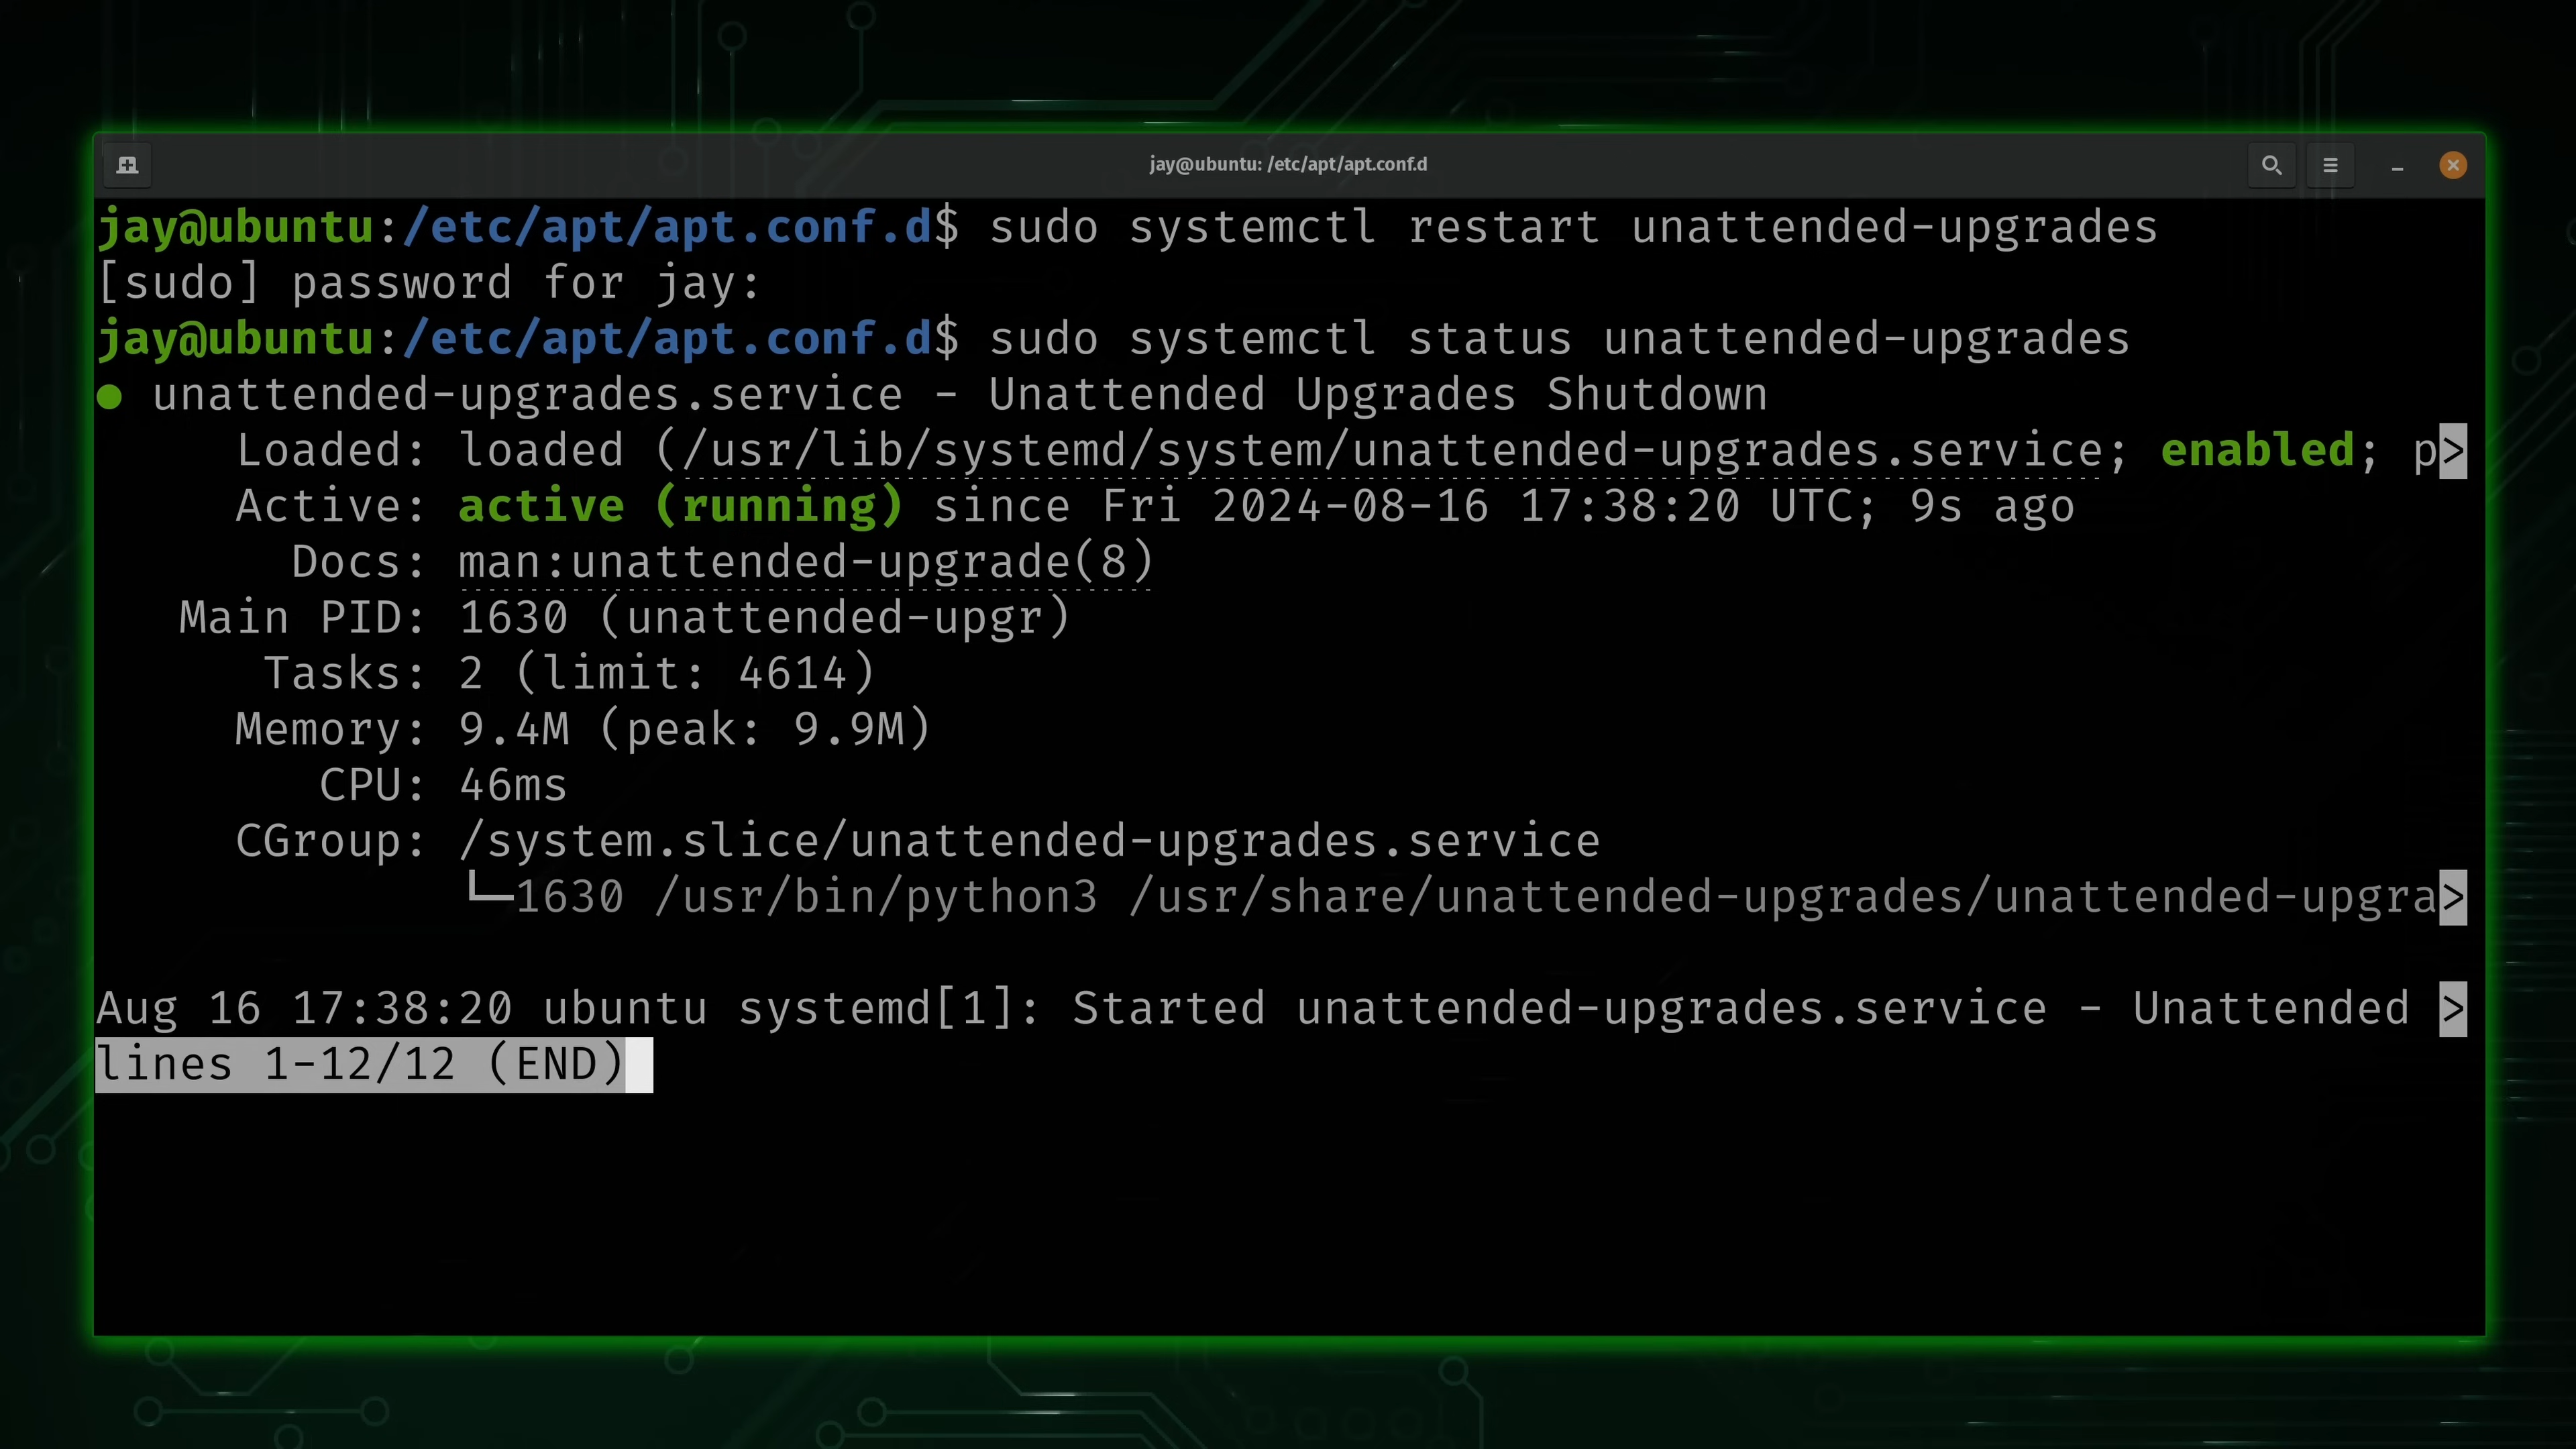 jay@ubuntu: /etc/apt/apt.conf.d
jay@ubuntu:/etc/apt/apt.conf.d$ sudo systemctl restart unattended-upgrades
[sudo] password for jay:
jay@ubuntu:/etc/apt/apt.conf.d$ sudo systemctl status unattended-upgrades
● unattended-upgrades.service - Unattended Upgrades Shutdown
     Loaded: loaded (/usr/lib/systemd/system/unattended-upgrades.service; enabled; p>
     Active: active (running) since Fri 2024-08-16 17:38:20 UTC; 9s ago
       Docs: man:unattended-upgrade(8)
   Main PID: 1630 (unattended-upgr)
      Tasks: 2 (limit: 4614)
     Memory: 9.4M (peak: 9.9M)
        CPU: 46ms
     CGroup: /system.slice/unattended-upgrades.service
             └─1630 /usr/bin/python3 /usr/share/unattended-upgrades/unattended-upgra>
Aug 16 17:38:20 ubuntu systemd[1]: Started unattended-upgrades.service - Unattended >
lines 1-12/12 (END)